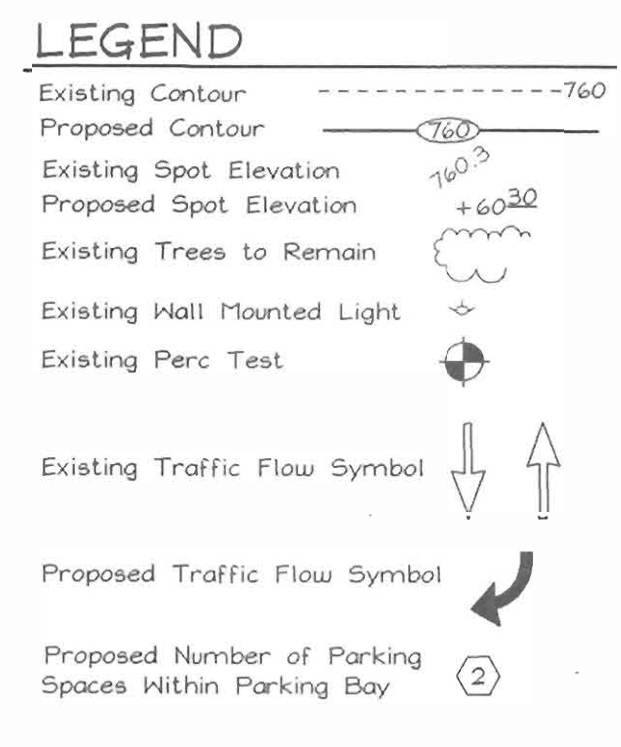 LEGEND
Existing Contour 760
Proposed Contour 760
Existing Spot Elevation 760.3
Proposed Spot Elevation +6030
Existing Trees to Remain
Existing Wall Mounted Light
Existing Perc Test
Existing Traffic Flow Symbol
Proposed Traffic Flow Symbol
Proposed Number of Parking
Spaces Within Parking Bay 2